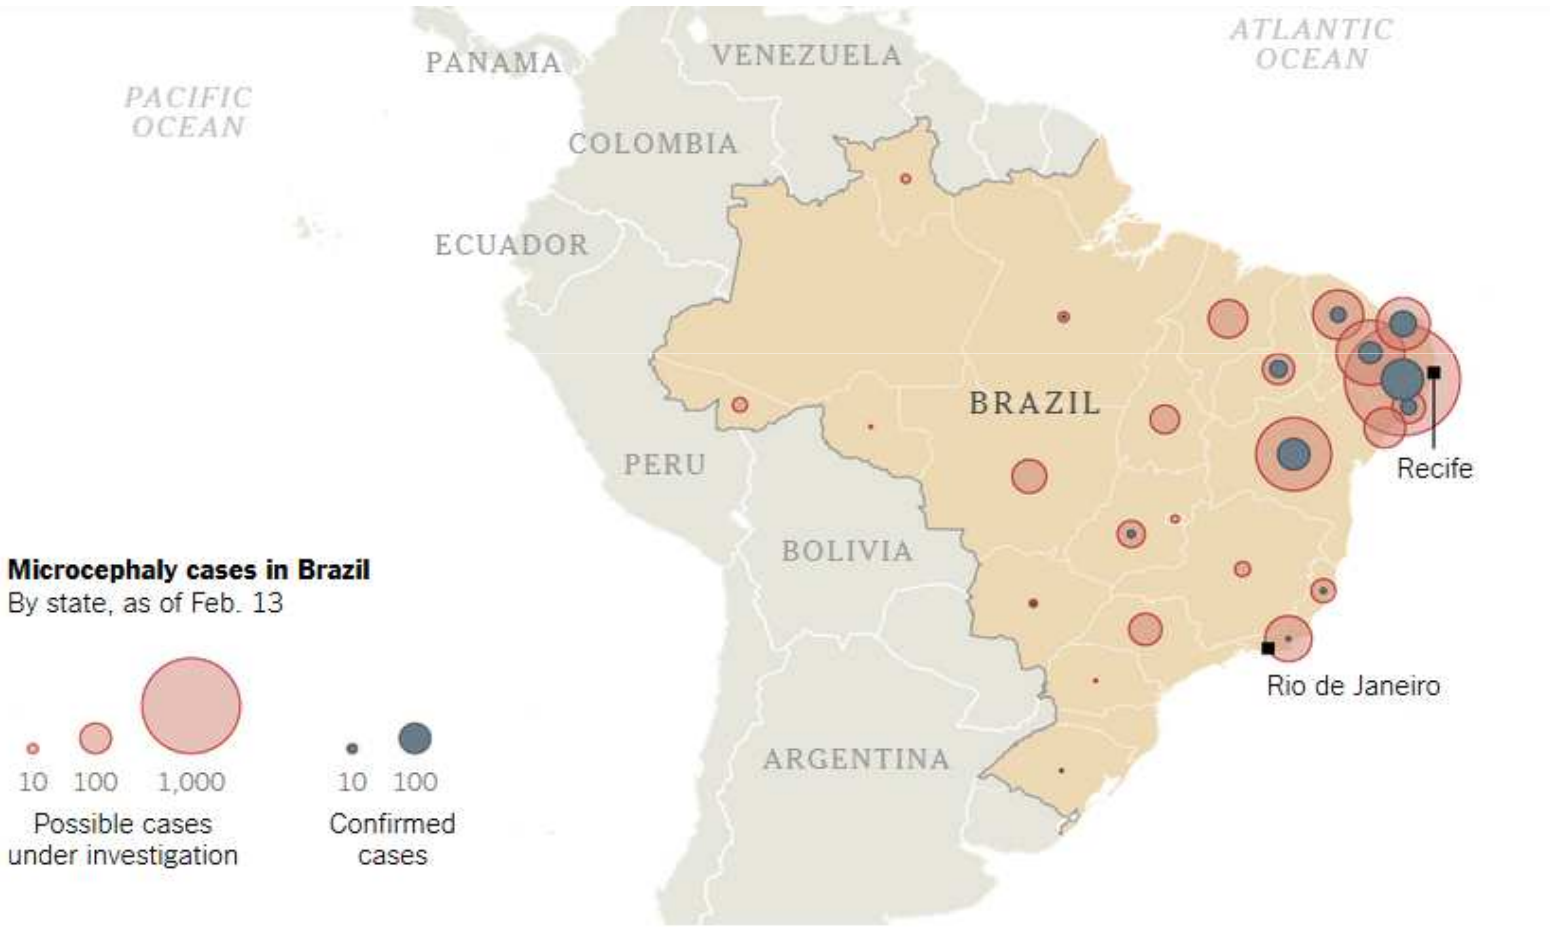 ATLANTIC
OCEAN
PANAMA
VENEZUELA
PACIFIC
OCEAN
COLOMBIA
ECUADOR
BRAZIL
PERU
Recife
BOLIVIA
Microcephaly cases in Brazil
By state, as of Feb. 13
Rio de Janeiro
ARGENTINA
10 100 1,000
Possible cases
under investigation
10 100
Confirmed
cases